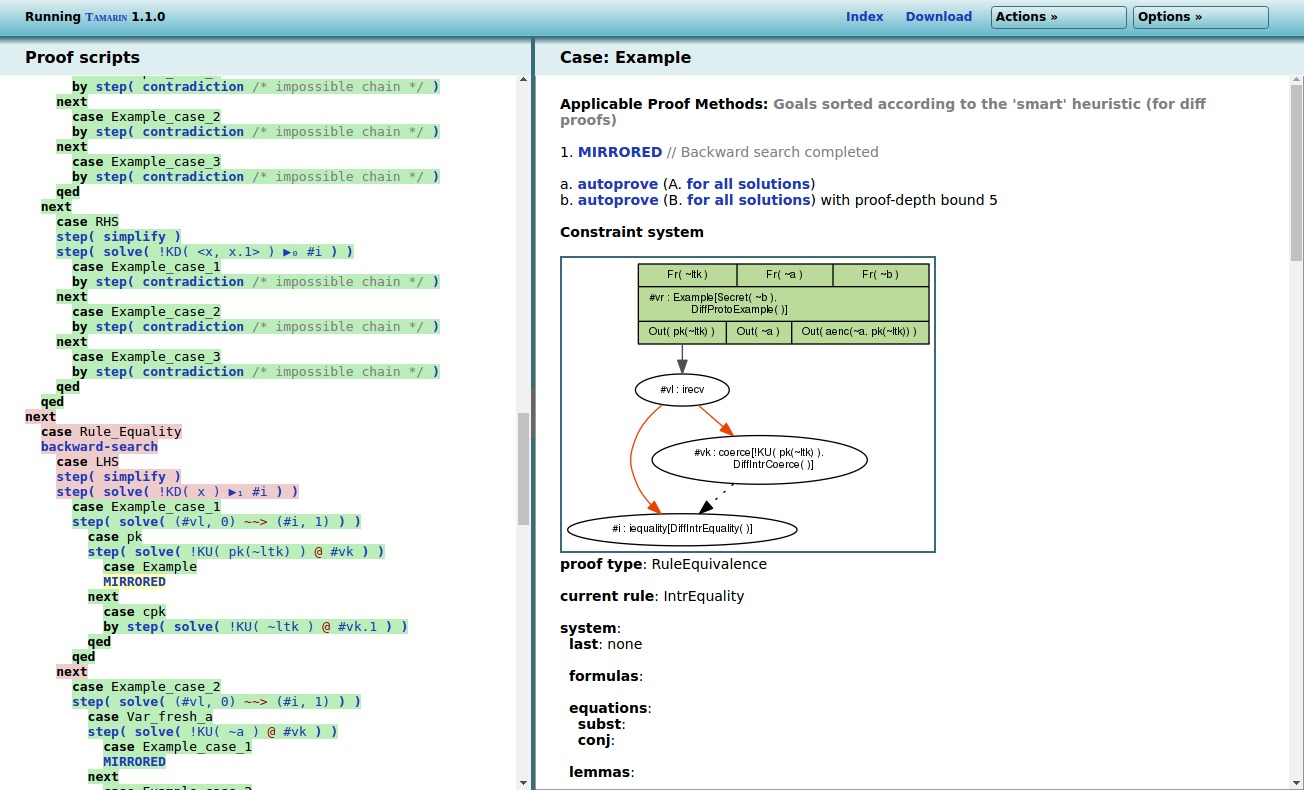 Running Tamarin 1.1.0
Index Download Actions » Options »
Proof scripts
by step( contradiction /* impossible chain */ )
next
case Example_case_2
by step( contradiction /* impossible chain */ )
next
case Example_case_3
by step( contradiction /* impossible chain */ )
qed
next
case RHS
step( simplify )
step( solve( !KD( <x, x.1> ) ▶₀ #i ) )
case Example_case_1
by step( contradiction /* impossible chain */ )
next
case Example_case_2
by step( contradiction /* impossible chain */ )
next
case Example_case_3
by step( contradiction /* impossible chain */ )
qed
qed
next
case Rule_Equality
backward-search
case LHS
step( simplify )
step( solve( !KD( x ) ▶₁ #i ) )
case Example_case_1
step( solve( (#vl, 0) ~~> (#i, 1) ) )
case pk
step( solve( !KU( pk(~ltk) ) @ #vk ) )
case Example
MIRRORED
next
case cpk
by step( solve( !KU( ~ltk ) @ #vk.1 ) )
qed
qed
next
case Example_case_2
step( solve( (#vl, 0) ~~> (#i, 1) ) )
case Var_fresh_a
step( solve( !KU( ~a ) @ #vk ) )
case Example_case_1
MIRRORED
next
Case: Example
Applicable Proof Methods: Goals sorted according to the 'smart' heuristic (for diff
proofs)
1. MIRRORED // Backward search completed
a. autoprove (A. for all solutions)
b. autoprove (B. for all solutions) with proof-depth bound 5
Constraint system
Fr( ~ltk ) Fr( ~a ) Fr( ~b )
#vr : Example[Secret( ~b ),
DiffProtoExample( )]
Out( pk(~ltk) ) Out( ~a ) Out( aenc(~a, pk(~ltk)) )
#vl : irecv
#vk : coerce[!KU( pk(~ltk) ),
DiffIntrCoerce( )]
#i : iequality[DiffIntrEquality( )]
proof type: RuleEquivalence
current rule: IntrEquality
system:
last: none
formulas:
equations:
subst:
conj:
lemmas: